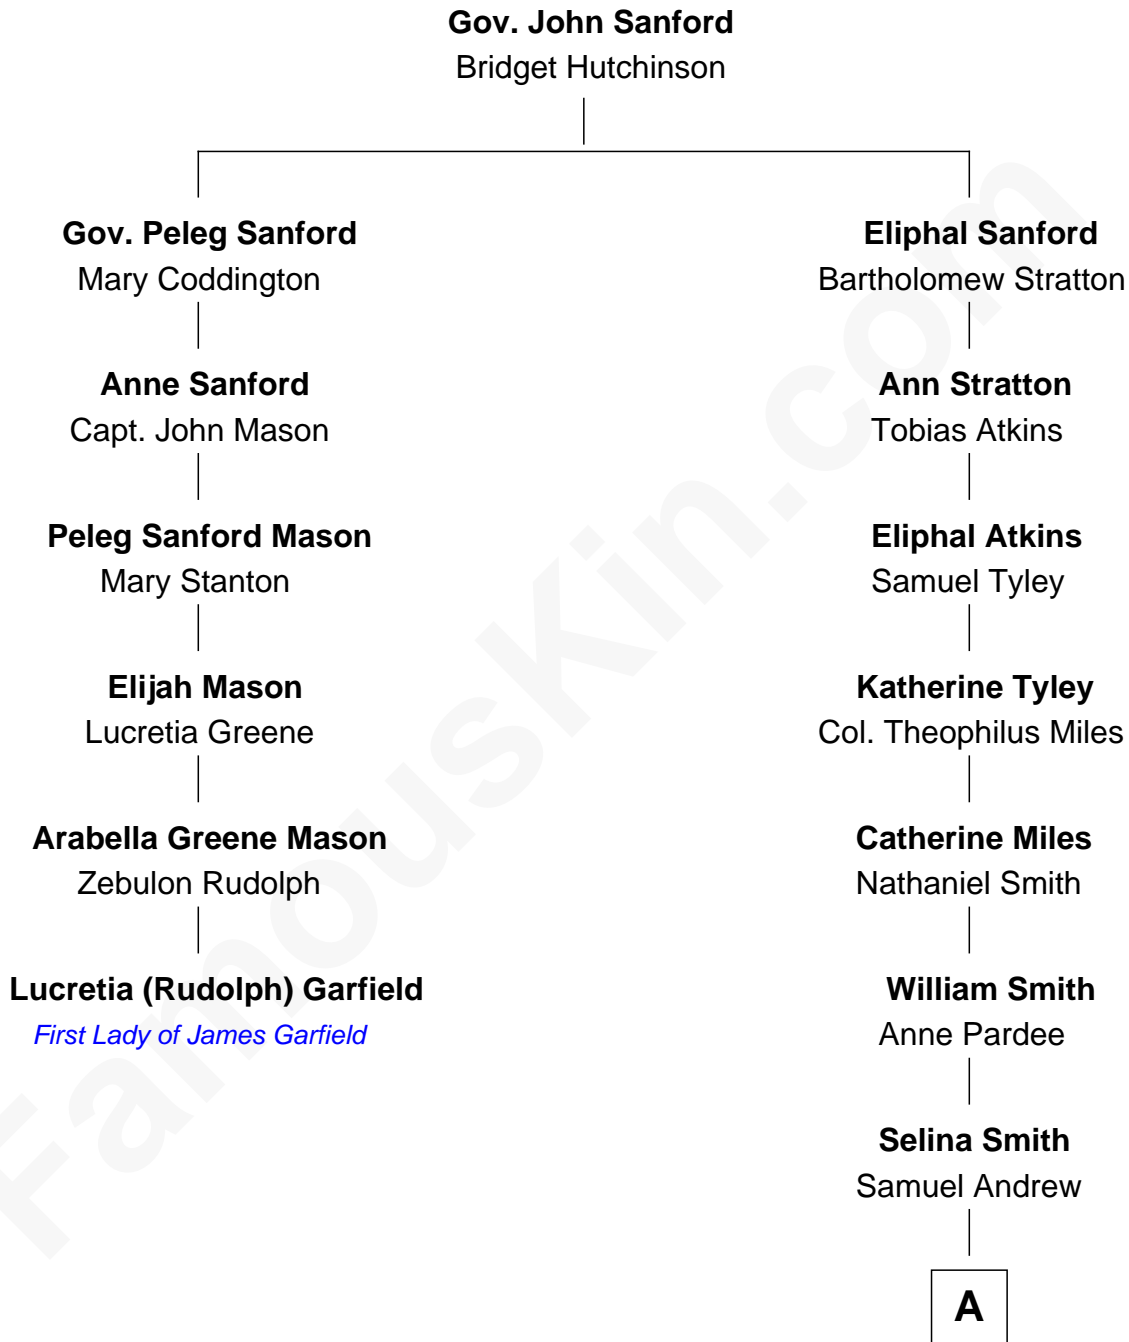 Gov. John Sanford
Bridget Hutchinson
Gov. Peleg Sanford
Mary Coddington
Eliphal Sanford
Bartholomew Stratton
Anne Sanford
Capt. John Mason
Ann Stratton
Tobias Atkins
Peleg Sanford Mason
Mary Stanton
Eliphal Atkins
Samuel Tyley
Elijah Mason
Lucretia Greene
Katherine Tyley
Col. Theophilus Miles
Arabella Greene Mason
Zebulon Rudolph
Catherine Miles
Nathaniel Smith
Lucretia (Rudolph) Garfield
First Lady of James Garfield
William Smith
Anne Pardee
Selina Smith
Samuel Andrew
A
FamousKin.com